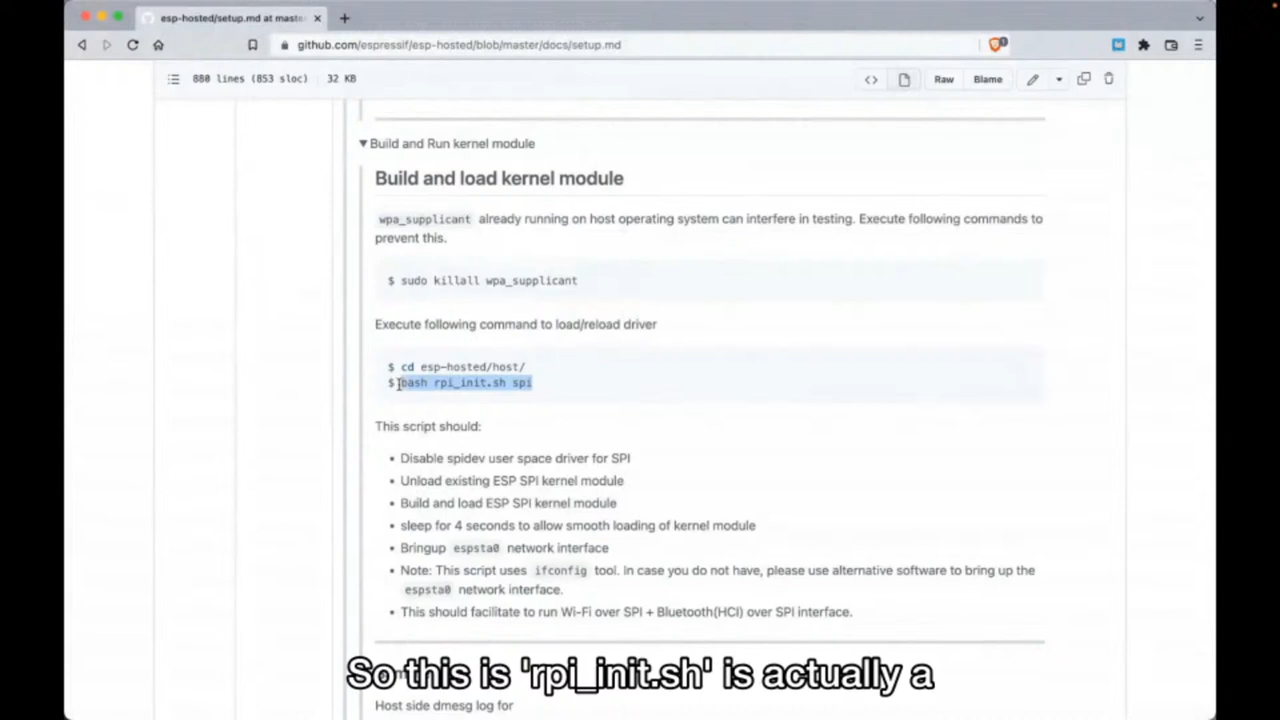 esp-hosted/setup.md at maste
github.com/espressif/esp-hosted/blob/master/docs/setup.md
880 lines (853 sloc) 32 KB
Raw Blame
Build and Run kernel module
Build and load kernel module
wpa_supplicant already running on host operating system can interfere in testing. Execute following commands to
prevent this.
$ sudo killall wpa_supplicant
Execute following command to load/reload driver
$ cd esp-hosted/host/
$ bash rpi_init.sh spi
This script should:
• Disable spidev user space driver for SPI
• Unload existing ESP SPI kernel module
• Build and load ESP SPI kernel module
• sleep for 4 seconds to allow smooth loading of kernel module
• Bringup espsta0 network interface
• Note: This script uses ifconfig tool. In case you do not have, please use alternative software to bring up the
espsta0 network interface.
• This should facilitate to run Wi-Fi over SPI + Bluetooth(HCI) over SPI interface.
So this is 'rpi_init.sh' is actually a
Host side dmesg log for